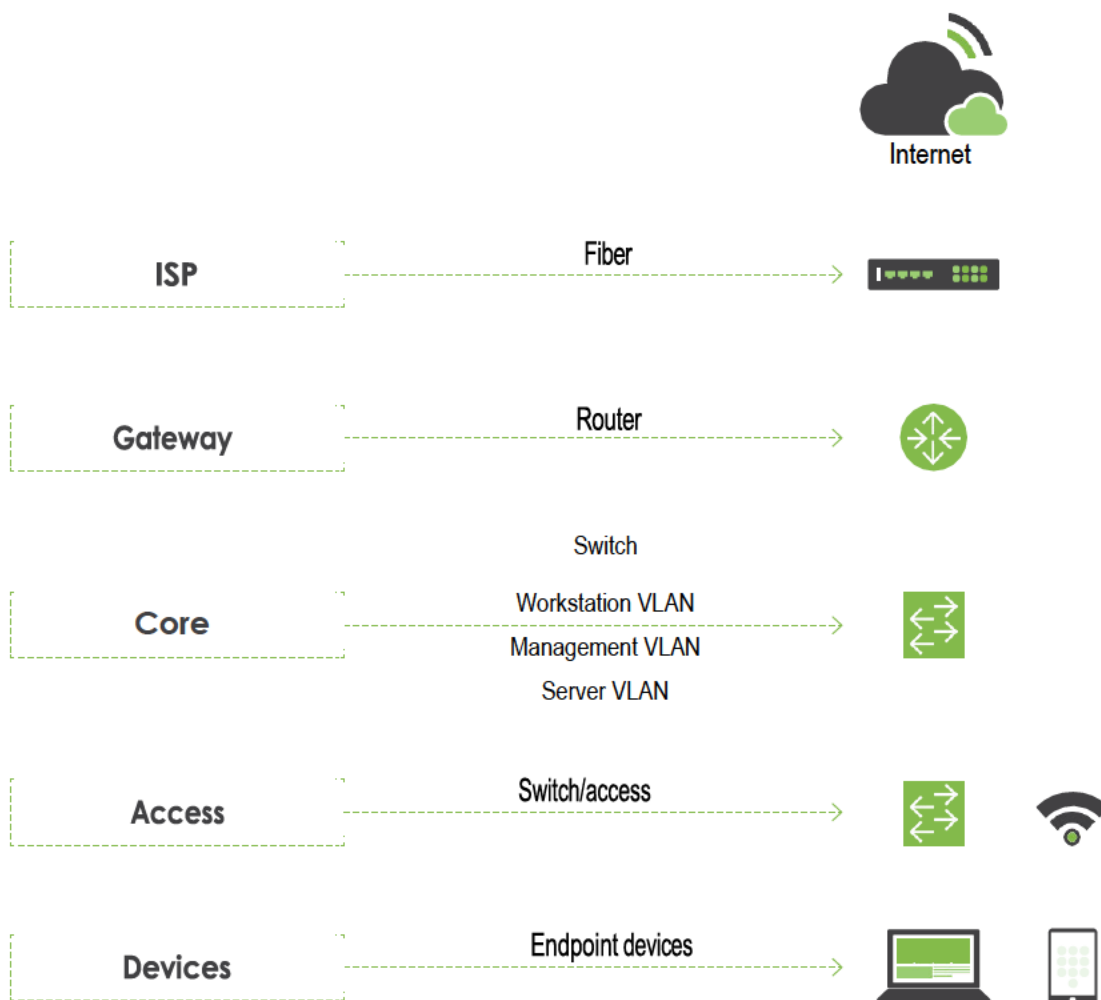 Internet
ISP
Fiber
Gateway
Router
Switch
Core
Workstation VLAN
Management VLAN
Server VLAN
Access
Switch/access
Devices
Endpoint devices